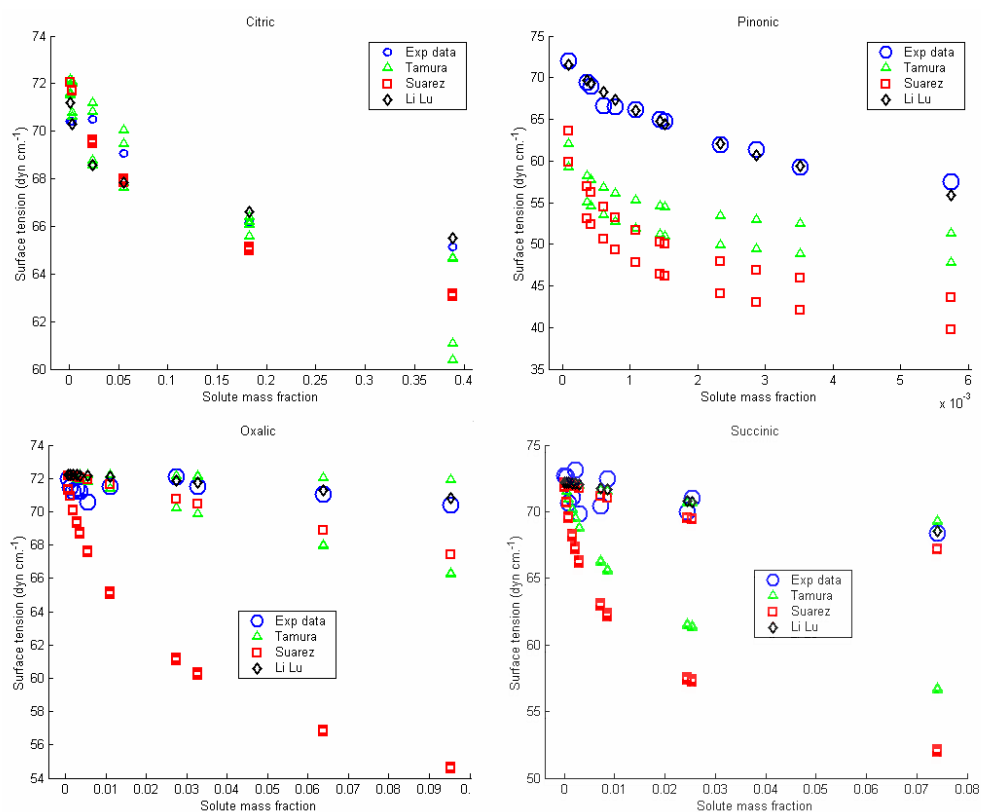 Citric
74
72
70
68
66
64
62
60
Surface tension (dyn cm-1)
0 0.05 0.1 0.15 0.2 0.25 0.3 0.35 0.4
Solute mass fraction
Exp data
Tamura
Suarez
Li Lu
Pinonic
75
70
65
60
55
50
45
40
35
Surface tension (dyn cm-1)
0 1 2 3 4 5 6
Solute mass fraction
x 10-3
Exp data
Tamura
Suarez
Li Lu
Oxalic
74
72
70
68
66
64
62
60
58
56
54
Surface tension (dyn cm-1)
0 0.01 0.02 0.03 0.04 0.05 0.06 0.07 0.08 0.09 0.1
Solute mass fraction
Exp data
Tamura
Suarez
Li Lu
Succinic
75
70
65
60
55
50
Surface tension (dyn cm-1)
0 0.01 0.02 0.03 0.04 0.05 0.06 0.07 0.08
Solute mass fraction
Exp data
Tamura
Suarez
Li Lu